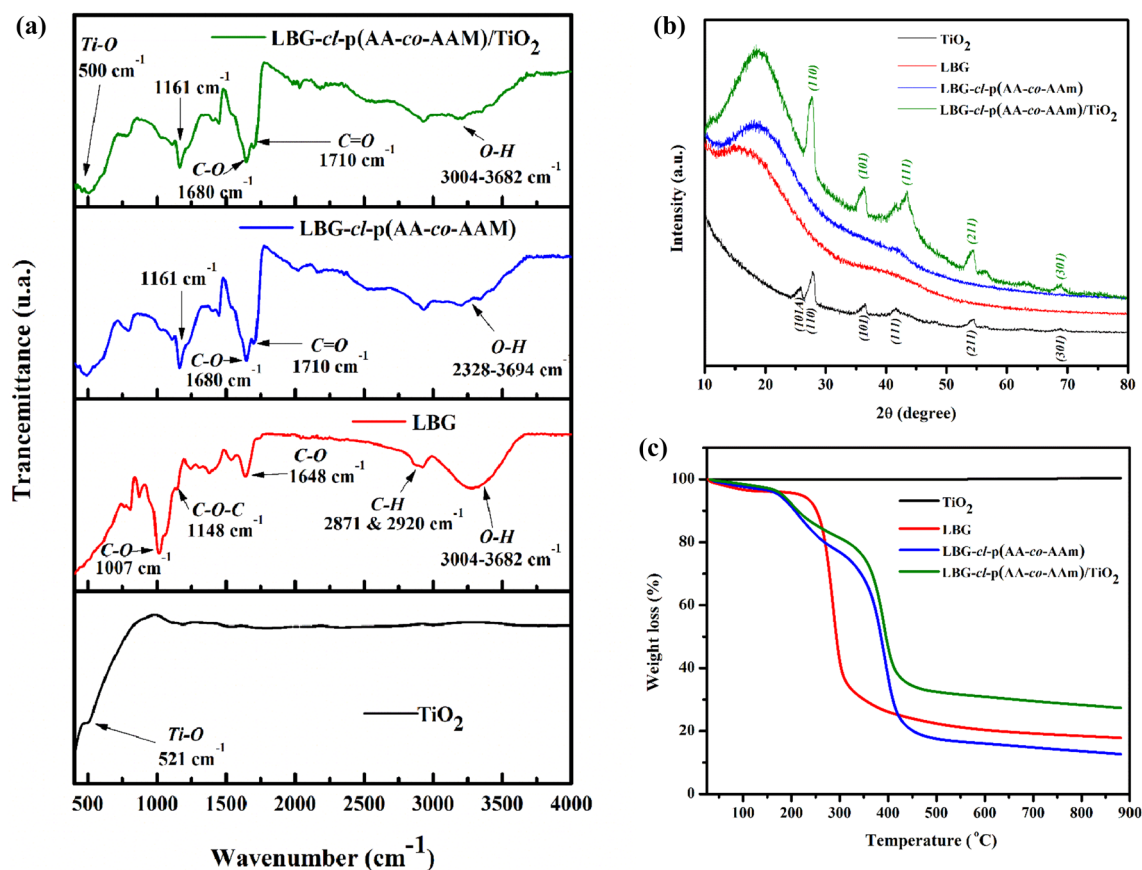 (a)
LBG-cl-p(AA-co-AAM)/TiO2
Ti-O
500 cm-1
1161 cm-1
C=O
1710 cm-1
C-O
1680 cm-1
O-H
3004-3682 cm-1
LBG-cl-p(AA-co-AAM)
1161 cm-1
C=O
1710 cm-1
C-O
1680 cm-1
O-H
2328-3694 cm-1
LBG
C-O
1648 cm-1
C-O-C
1148 cm-1
C-H
2871 & 2920 cm-1
C-O
1007 cm-1
O-H
3004-3682 cm-1
TiO2
Ti-O
521 cm-1
Trancemittance (u.a.)
500 1000 1500 2000 2500 3000 3500 4000
Wavenumber (cm-1)
(b)
TiO2
LBG
LBG-cl-p(AA-co-AAm)
LBG-cl-p(AA-co-AAm)/TiO2
(110)
(101)
(111)
(211)
(301)
(101A)
(110)
(101)
(111)
(211)
(301)
Intensity (a.u.)
10 20 30 40 50 60 70 80
2θ (degree)
(c)
TiO2
LBG
LBG-cl-p(AA-co-AAm)
LBG-cl-p(AA-co-AAm)/TiO2
100
80
60
40
20
0
Weight loss (%)
100 200 300 400 500 600 700 800 900
Temperature (°C)